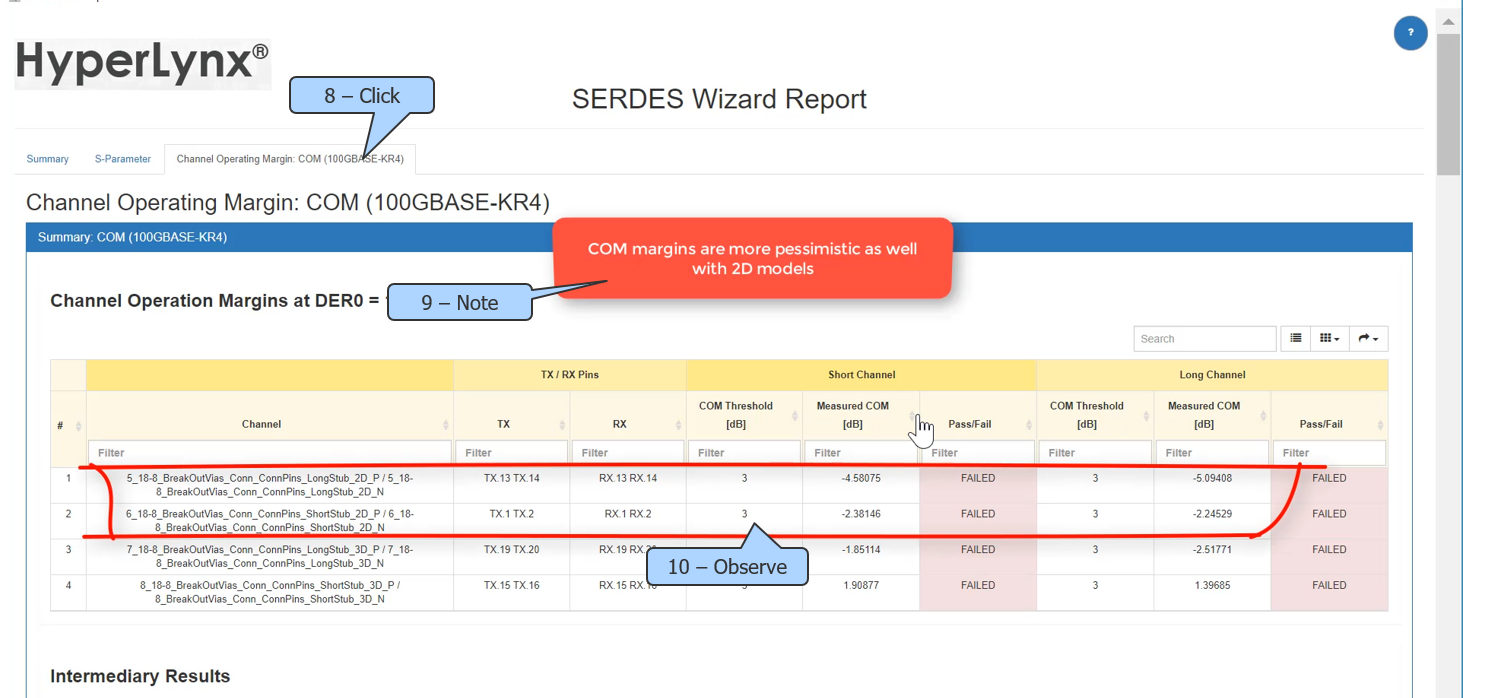 HyperLynx®
?
8 – Click
SERDES Wizard Report
Summary
S-Parameter
Channel Operating Margin: COM (100GBASE-KR4)
Channel Operating Margin: COM (100GBASE-KR4)
Summary: COM (100GBASE-KR4)
COM margins are more pessimistic as well
with 2D models
Channel Operation Margins at DER0 =
9 – Note
Search
TX / RX Pins
Short Channel
Long Channel
#
Channel
TX
RX
COM Threshold
[dB]
Measured COM
[dB]
Pass/Fail
COM Threshold
[dB]
Measured COM
[dB]
Pass/Fail
Filter Filter Filter Filter Filter Filter Filter Filter Filter
1 5_18-8_BreakOutVias_Conn_ConnPins_LongStub_2D_P / 5_18- TX.13 TX.14 RX.13 RX.14 3 -4.58075 FAILED 3 -5.09408 FAILED
8_BreakOutVias_Conn_ConnPins_LongStub_2D_N
2 6_18-8_BreakOutVias_Conn_ConnPins_ShortStub_2D_P / 6_18- TX.1 TX.2 RX.1 RX.2 3 -2.38146 FAILED 3 -2.24529 FAILED
8_BreakOutVias_Conn_ConnPins_ShortStub_2D_N
3 7_18-8_BreakOutVias_Conn_ConnPins_LongStub_3D_P / 7_18- TX.19 TX.20 RX.19 -1.85114 FAILED 3 -2.51771 FAILED
8_BreakOutVias_Conn_ConnPins_LongStub_3D_N
10 – Observe
4 8_18-8_BreakOutVias_Conn_ConnPins_ShortStub_3D_P / TX.15 TX.16 RX.15 1.90877 FAILED 3 1.39685 FAILED
8_BreakOutVias_Conn_ConnPins_ShortStub_3D_N
Intermediary Results